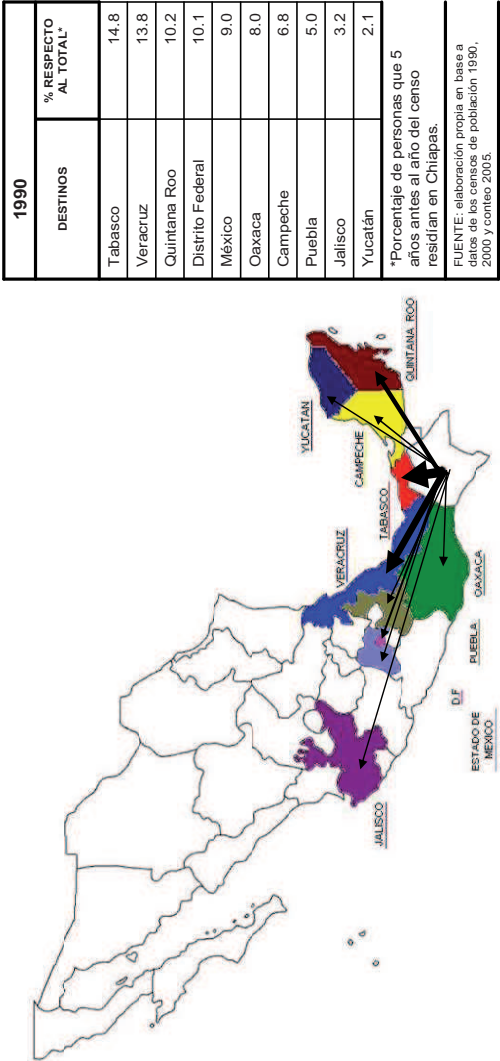 1990
DESTINOS % RESPECTO AL TOTAL*
Tabasco 14.8
Veracruz 13.8
Quintana Roo 10.2
Distrito Federal 10.1
México 9.0
Oaxaca 8.0
Campeche 6.8
Puebla 5.0
Jalisco 3.2
Yucatán 2.1
*Porcentaje de personas que 5
años antes al año del censo
residían en Chiapas.
FUENTE: elaboración propia en base a
datos de los censos de población 1990,
2000 y conteo 2005.
YUCATAN
QUINTANA ROO
CAMPECHE
TABASCO
VERACRUZ
OAXACA
PUEBLA
D.F
ESTADO DE
MEXICO
JALISCO